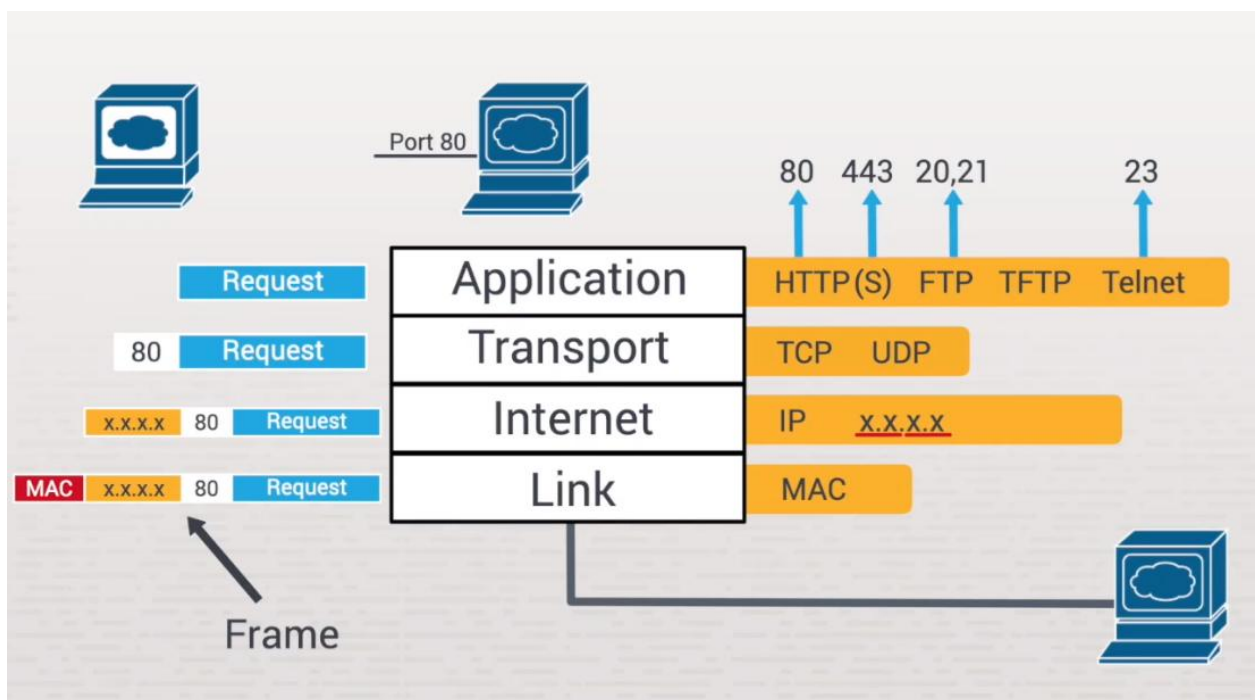 Port 80
80 443 20,21 23
Request Application HTTP(S) FTP TFTP Telnet
80 Request Transport TCP UDP
x.x.x.x 80 Request Internet IP x.x.x.x
MAC x.x.x.x 80 Request Link MAC
Frame